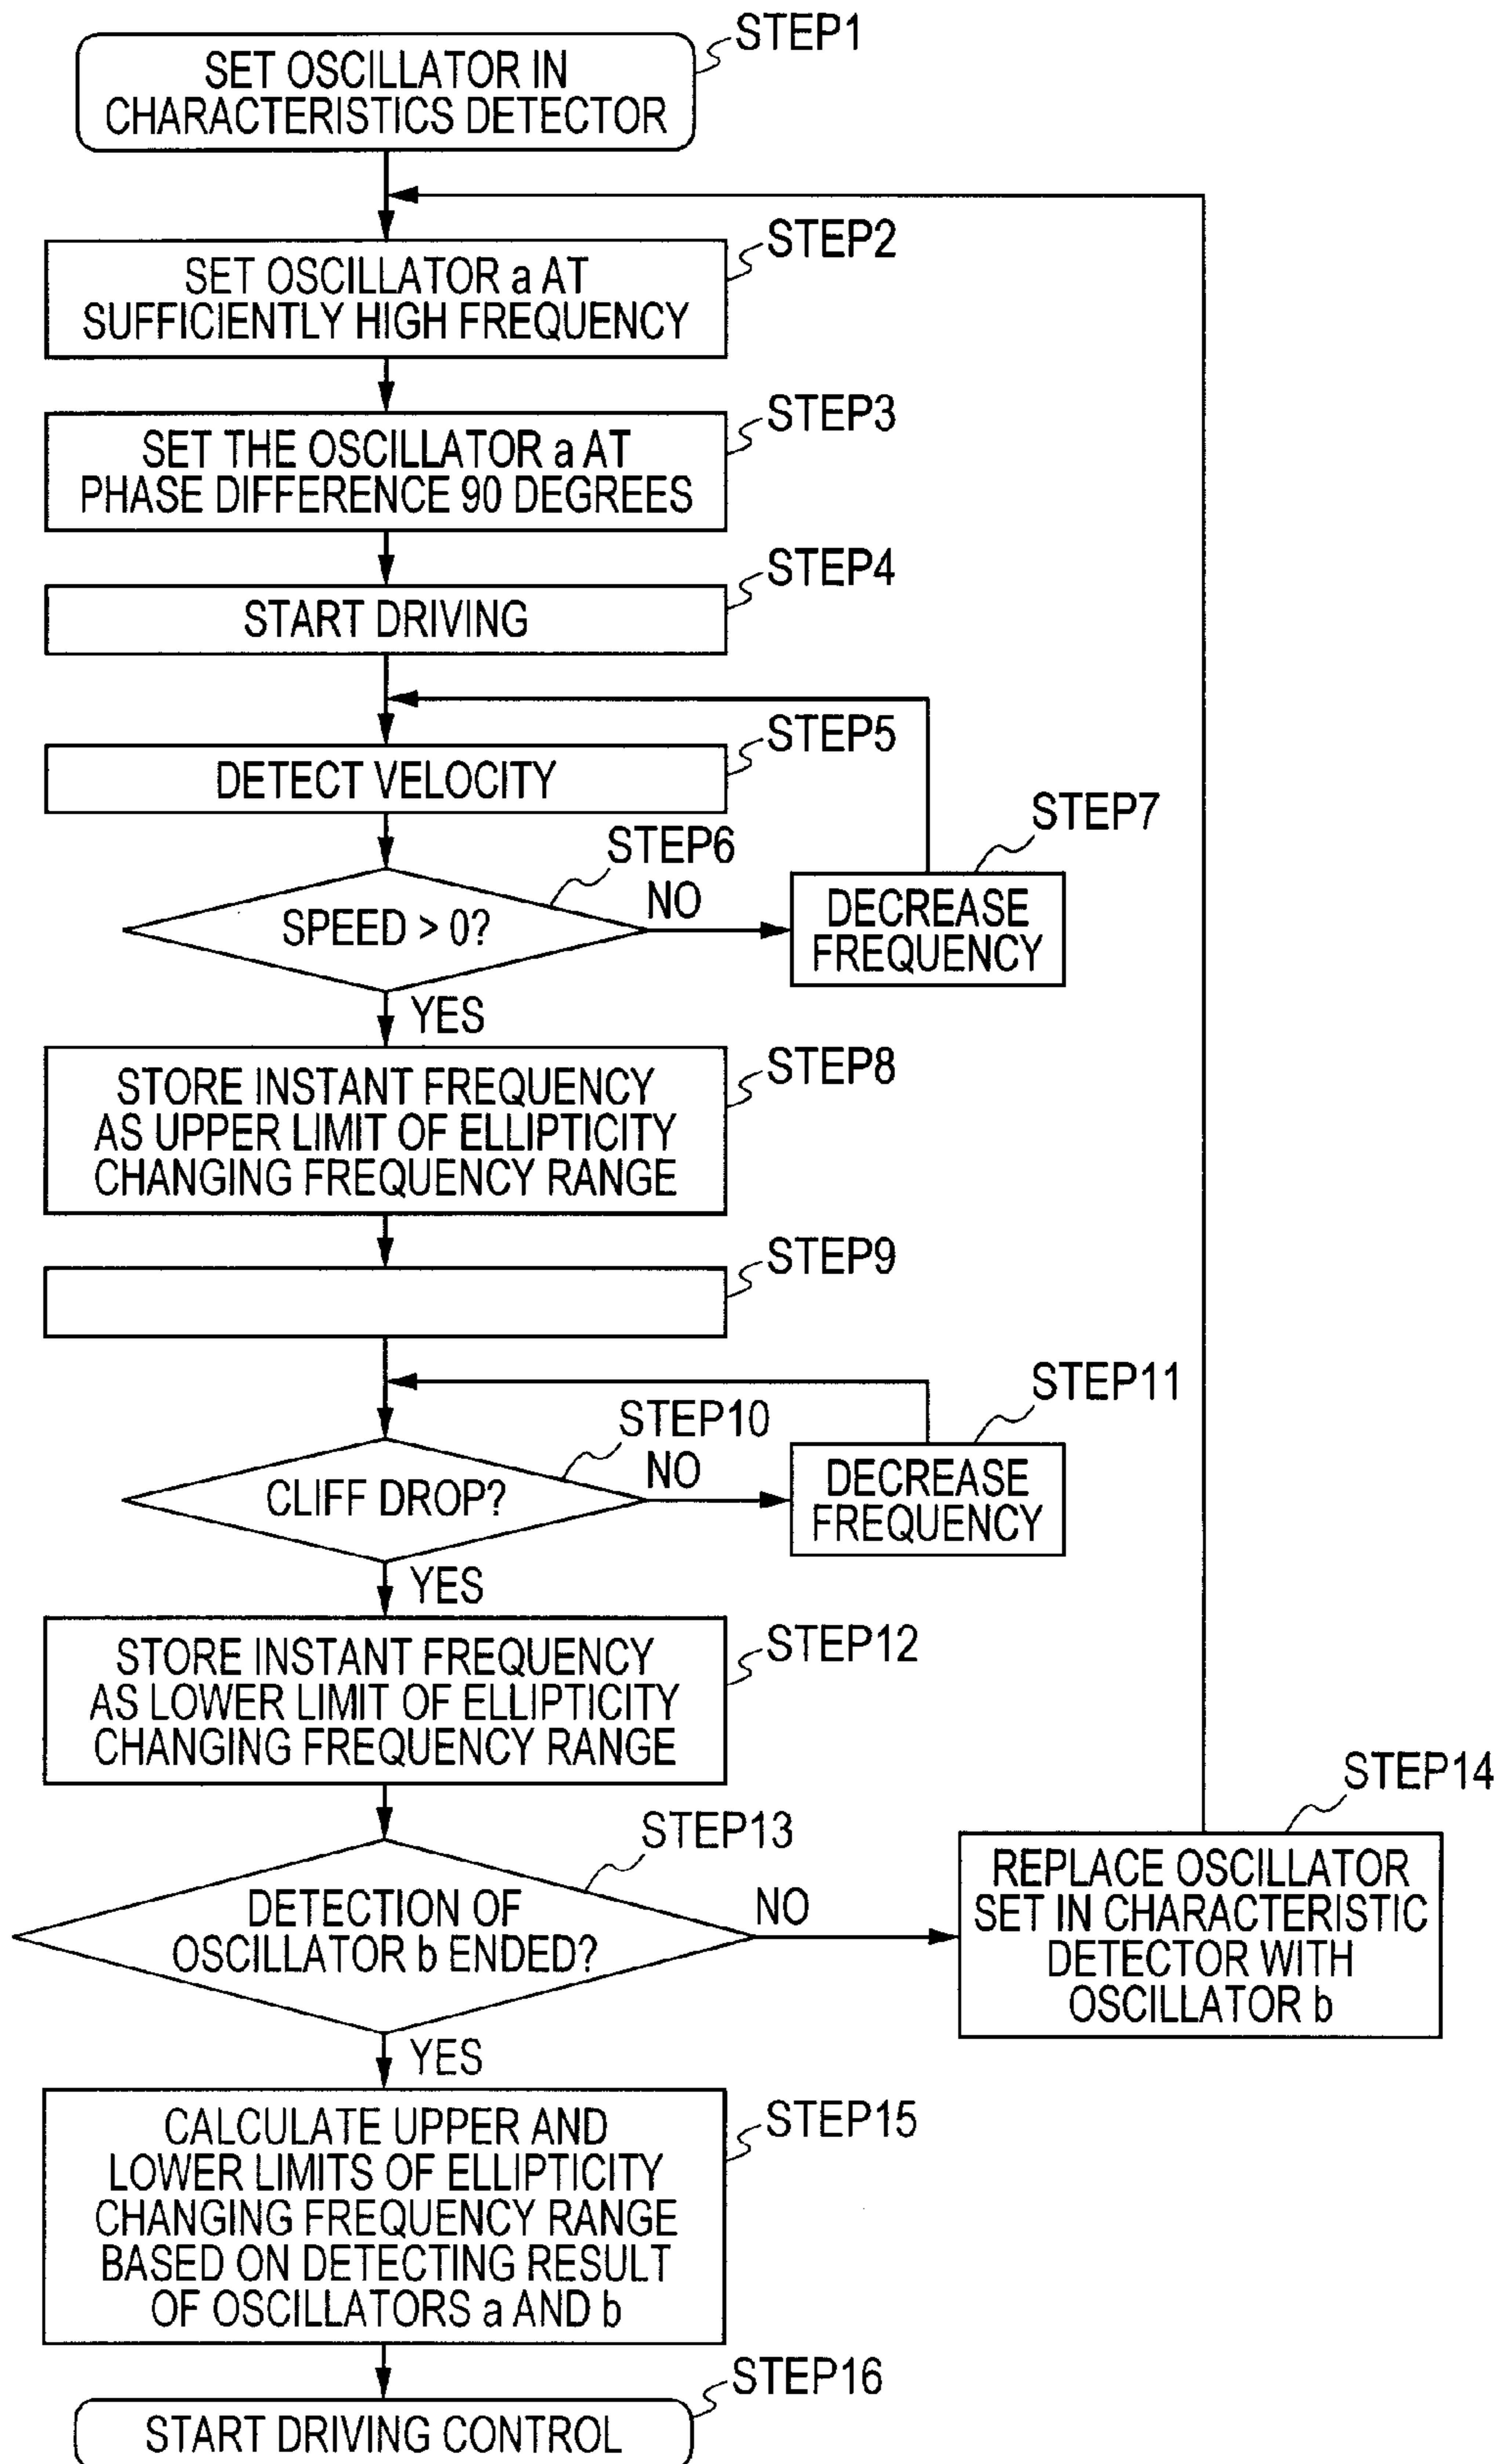 STEP1
SET OSCILLATOR IN
CHARACTERISTICS DETECTOR
STEP2
SET OSCILLATOR a AT
SUFFICIENTLY HIGH FREQUENCY
STEP3
SET THE OSCILLATOR a AT
PHASE DIFFERENCE 90 DEGREES
STEP4
START DRIVING
STEP5
DETECT VELOCITY
STEP6
SPEED > 0?
NO
STEP7
DECREASE
FREQUENCY
YES
STEP8
STORE INSTANT FREQUENCY
AS UPPER LIMIT OF ELLIPTICITY
CHANGING FREQUENCY RANGE
STEP9
STEP10
CLIFF DROP?
NO
STEP11
DECREASE
FREQUENCY
YES
STEP12
STORE INSTANT FREQUENCY
AS LOWER LIMIT OF ELLIPTICITY
CHANGING FREQUENCY RANGE
STEP13
DETECTION OF
OSCILLATOR b ENDED?
NO
STEP14
REPLACE OSCILLATOR
SET IN CHARACTERISTIC
DETECTOR WITH
OSCILLATOR b
YES
STEP15
CALCULATE UPPER AND
LOWER LIMITS OF ELLIPTICITY
CHANGING FREQUENCY RANGE
BASED ON DETECTING RESULT
OF OSCILLATORS a AND b
STEP16
START DRIVING CONTROL